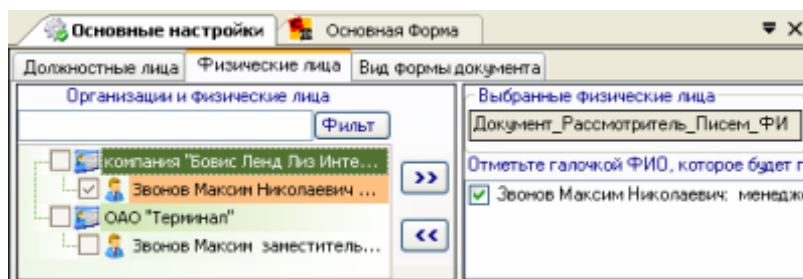 Основные настройки Основная Форма
Должностные лица Физические лица Вид формы документа
Организации и физические лица
Фильт
компания "Бовис Ленд Лиз Инте...
Звонов Максим Николаевич ...
ОАО "Терминал"
Звонов Максим заместитель...
>>
<<
Выбранные физические лица
Документ_Рассмотритель_Писем_ФИ
Отметьте галочкой ФИО, которое будет
Звонов Максим Николаевич: менедж